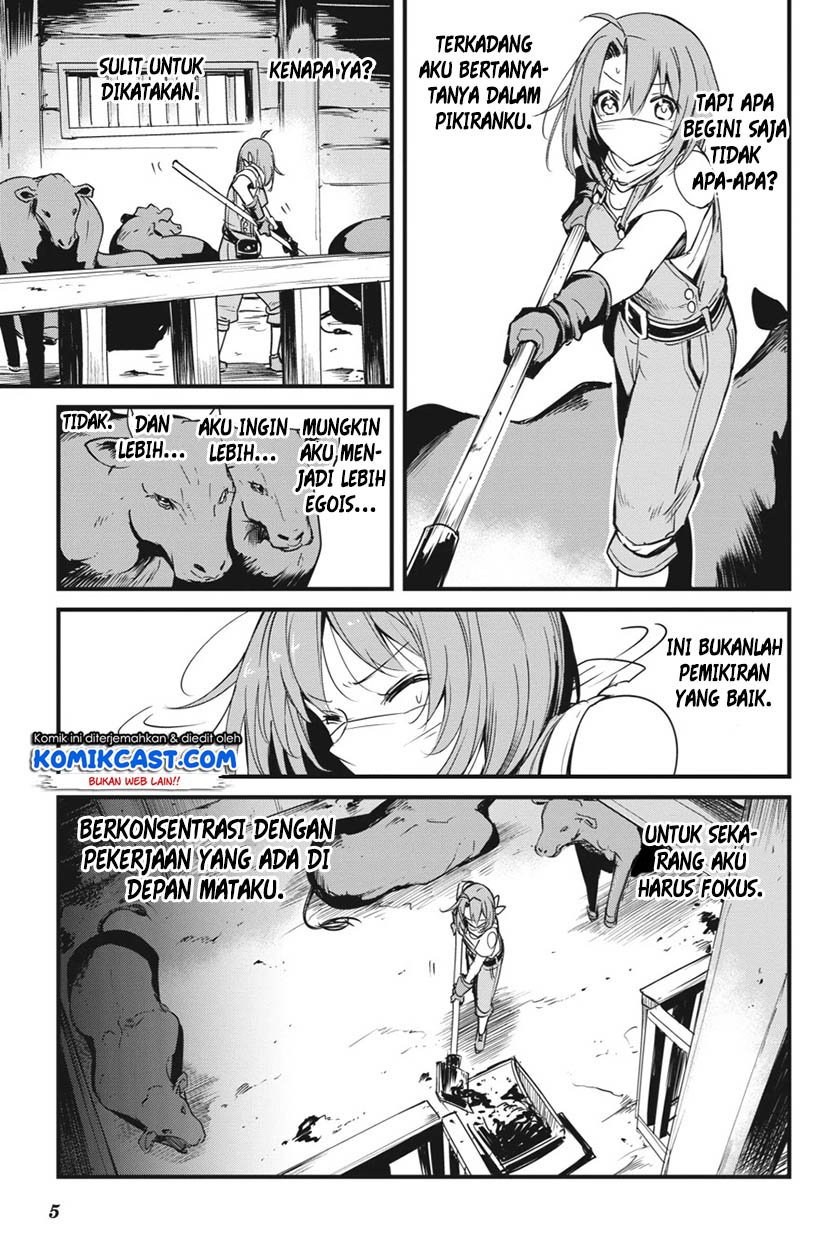 TAPI APA
BEGINI SAJA
TIDAK
APA-APA?
TERKADANG
AKU BERTANYA-
TANYA DALAM
PIKIRANKU.
KENAPA YA?
SULIT UNTUK
DIKATAKAN.
MUNGKIN
AKU MEN-
JADI LEBIH
EGOIS...
AKU INGIN
LEBIH...
DAN
LEBIH...
TIDAK.
INI BUKANLAH
PEMIKIRAN
YANG BAIK.
Komik ini diterjemahkan & diedit oleh
KOMIKCAST.COM
BUKAN WEB LAIN!!
UNTUK SEKA-
RANG AKU
HARUS FOKUS.
BERKONSENTRASI DENGAN
PEKERJAAN YANG ADA DI
DEPAN MATAKU.
5